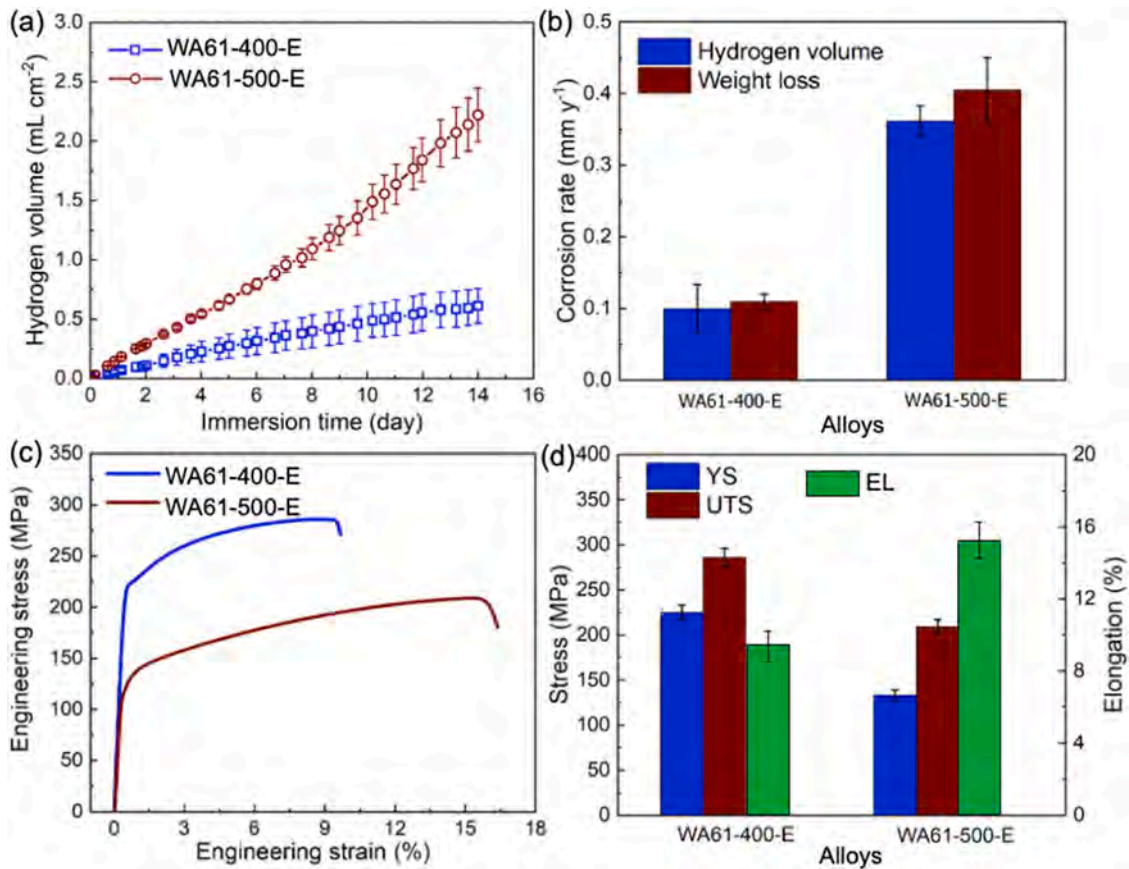 (a)
3.0
2.5
2.0
1.5
1.0
0.5
0.0
Hydrogen volume (mL cm⁻²)
WA61-400-E
WA61-500-E
0 2 4 6 8 10 12 14 16
Immersion time (day)
(b)
0.5
0.4
0.3
0.2
0.1
0.0
Corrosion rate (mm y⁻¹)
Hydrogen volume
Weight loss
WA61-400-E WA61-500-E
Alloys
(c)
350
300
250
200
150
100
50
0
Engineering stress (MPa)
WA61-400-E
WA61-500-E
0 3 6 9 12 15 18
Engineering strain (%)
(d)
400
350
300
250
200
150
100
50
0
Stress (MPa)
YS
UTS
EL
20
16
12
8
4
0
Elongation (%)
WA61-400-E WA61-500-E
Alloys